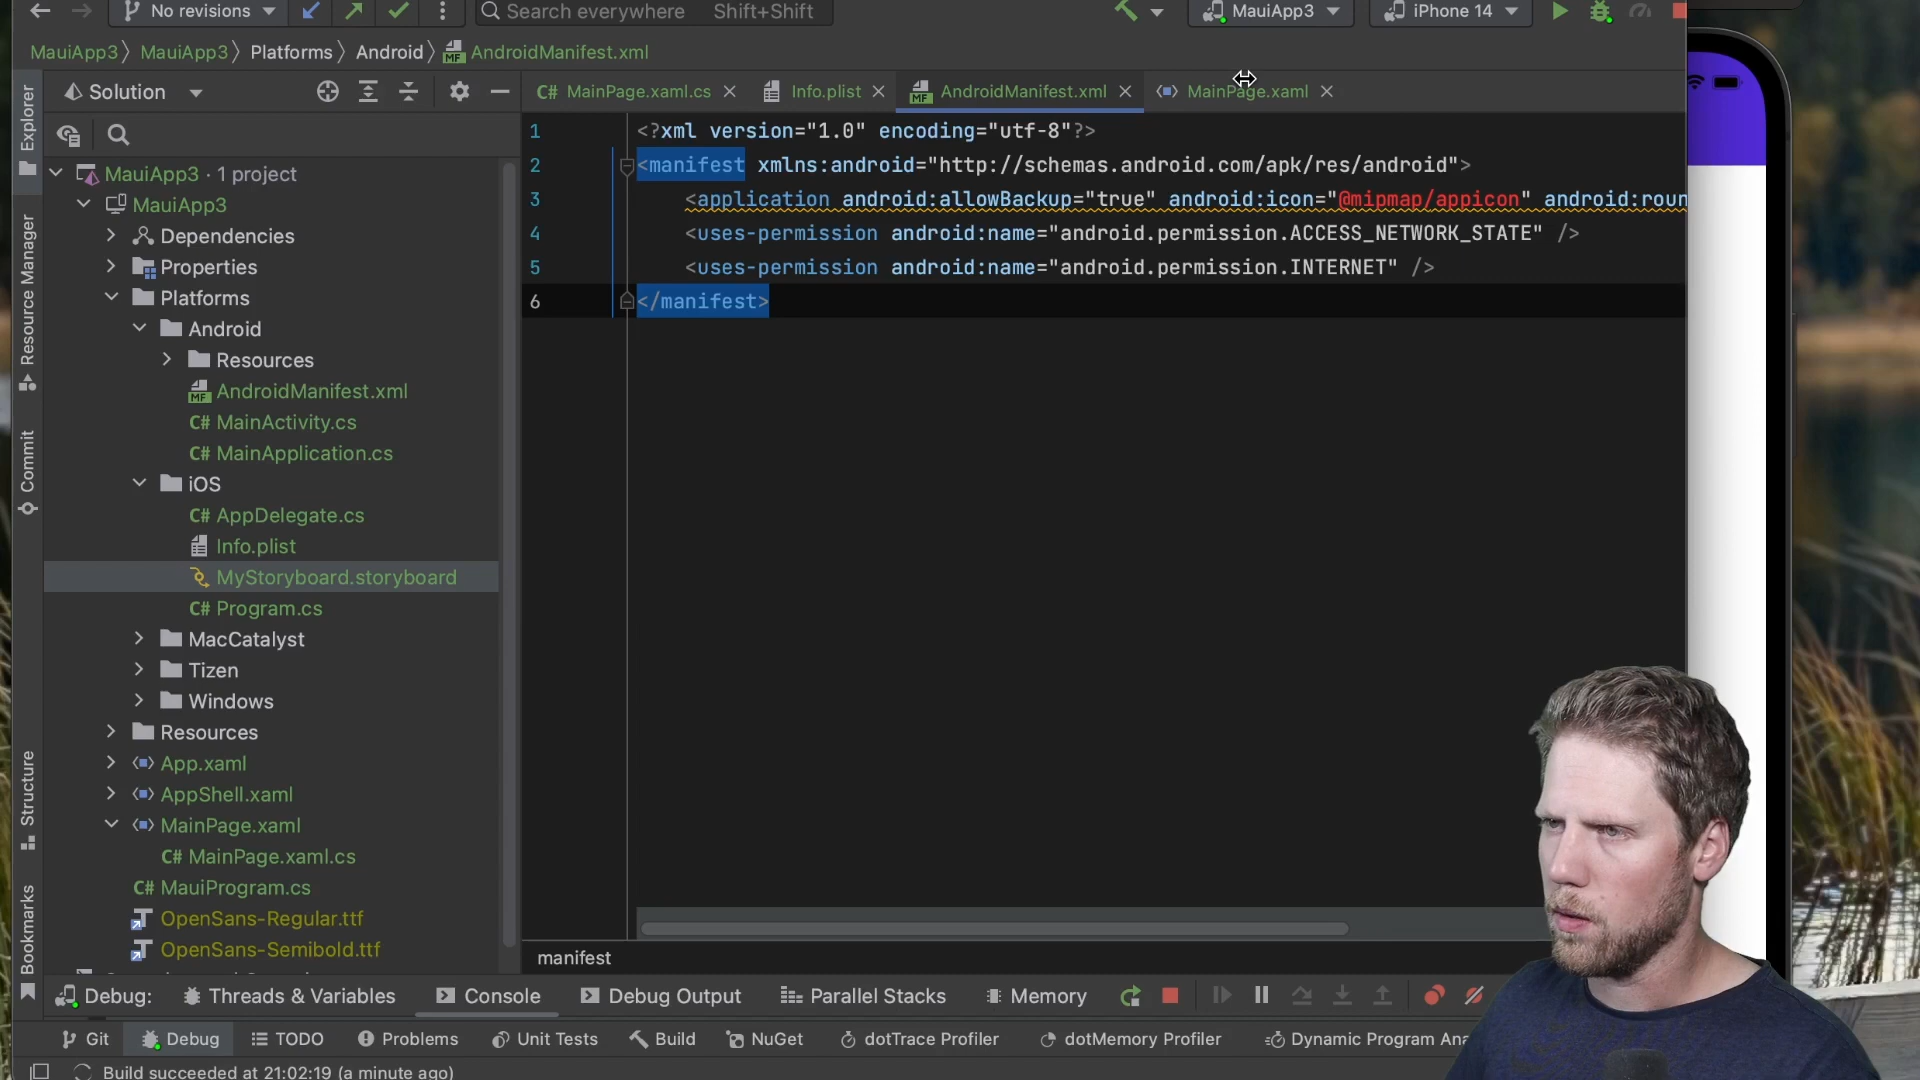 No revisions
Search everywhere Shift+Shift
MauiApp3
iPhone 14
MauiApp3 MauiApp3 Platforms Android AndroidManifest.xml
Explorer
Resource Manager
Commit
Structure
Bookmarks
Solution
MauiApp3 · 1 project
MauiApp3
Dependencies
Properties
Platforms
Android
Resources
AndroidManifest.xml
C# MainActivity.cs
C# MainApplication.cs
iOS
C# AppDelegate.cs
Info.plist
MyStoryboard.storyboard
C# Program.cs
MacCatalyst
Tizen
Windows
Resources
App.xaml
AppShell.xaml
MainPage.xaml
C# MainPage.xaml.cs
C# MauiProgram.cs
OpenSans-Regular.ttf
OpenSans-Semibold.ttf
C# MainPage.xaml.cs
Info.plist
MF AndroidManifest.xml
MainPage.xaml
1 <?xml version="1.0" encoding="utf-8"?>
2 <manifest xmlns:android="http://schemas.android.com/apk/res/android">
3 <application android:allowBackup="true" android:icon="@mipmap/appicon" android:roun
4 <uses-permission android:name="android.permission.ACCESS_NETWORK_STATE" />
5 <uses-permission android:name="android.permission.INTERNET" />
6 </manifest>
manifest
Debug: Threads & Variables Console Debug Output Parallel Stacks Memory
Git Debug TODO Problems Unit Tests Build NuGet dotTrace Profiler dotMemory Profiler Dynamic Program Ana
Build succeeded at 21:02:19 (a minute ago)